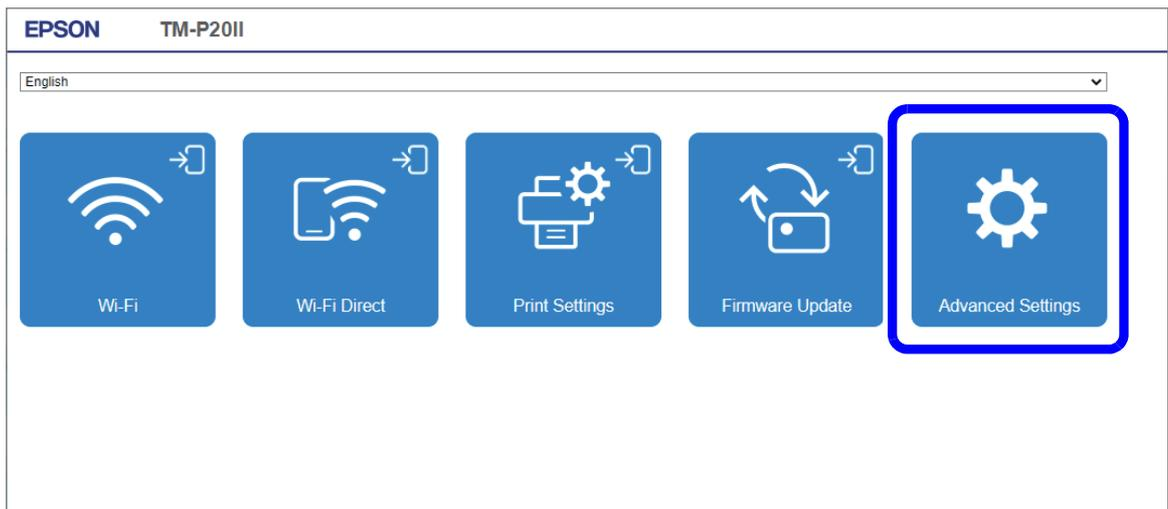 EPSON TM-P20II
English
Wi-Fi Wi-Fi Direct Print Settings Firmware Update Advanced Settings